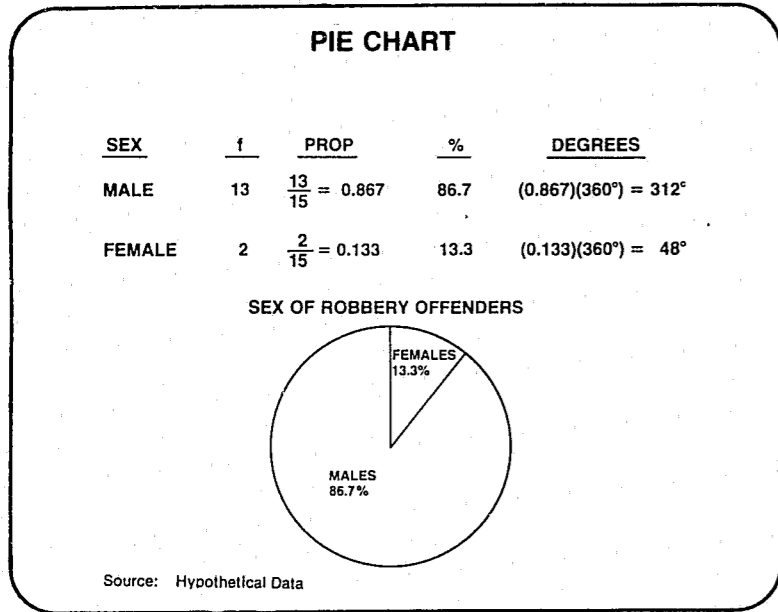 PIE CHART
SEX f PROP % DEGREES
MALE 13 13/15 = 0.867 86.7 (0.867)(360°) = 312°
FEMALE 2 2/15 = 0.133 13.3 (0.133)(360°) = 48°
SEX OF ROBBERY OFFENDERS
FEMALES
13.3%
MALES
86.7%
Source: Hypothetical Data